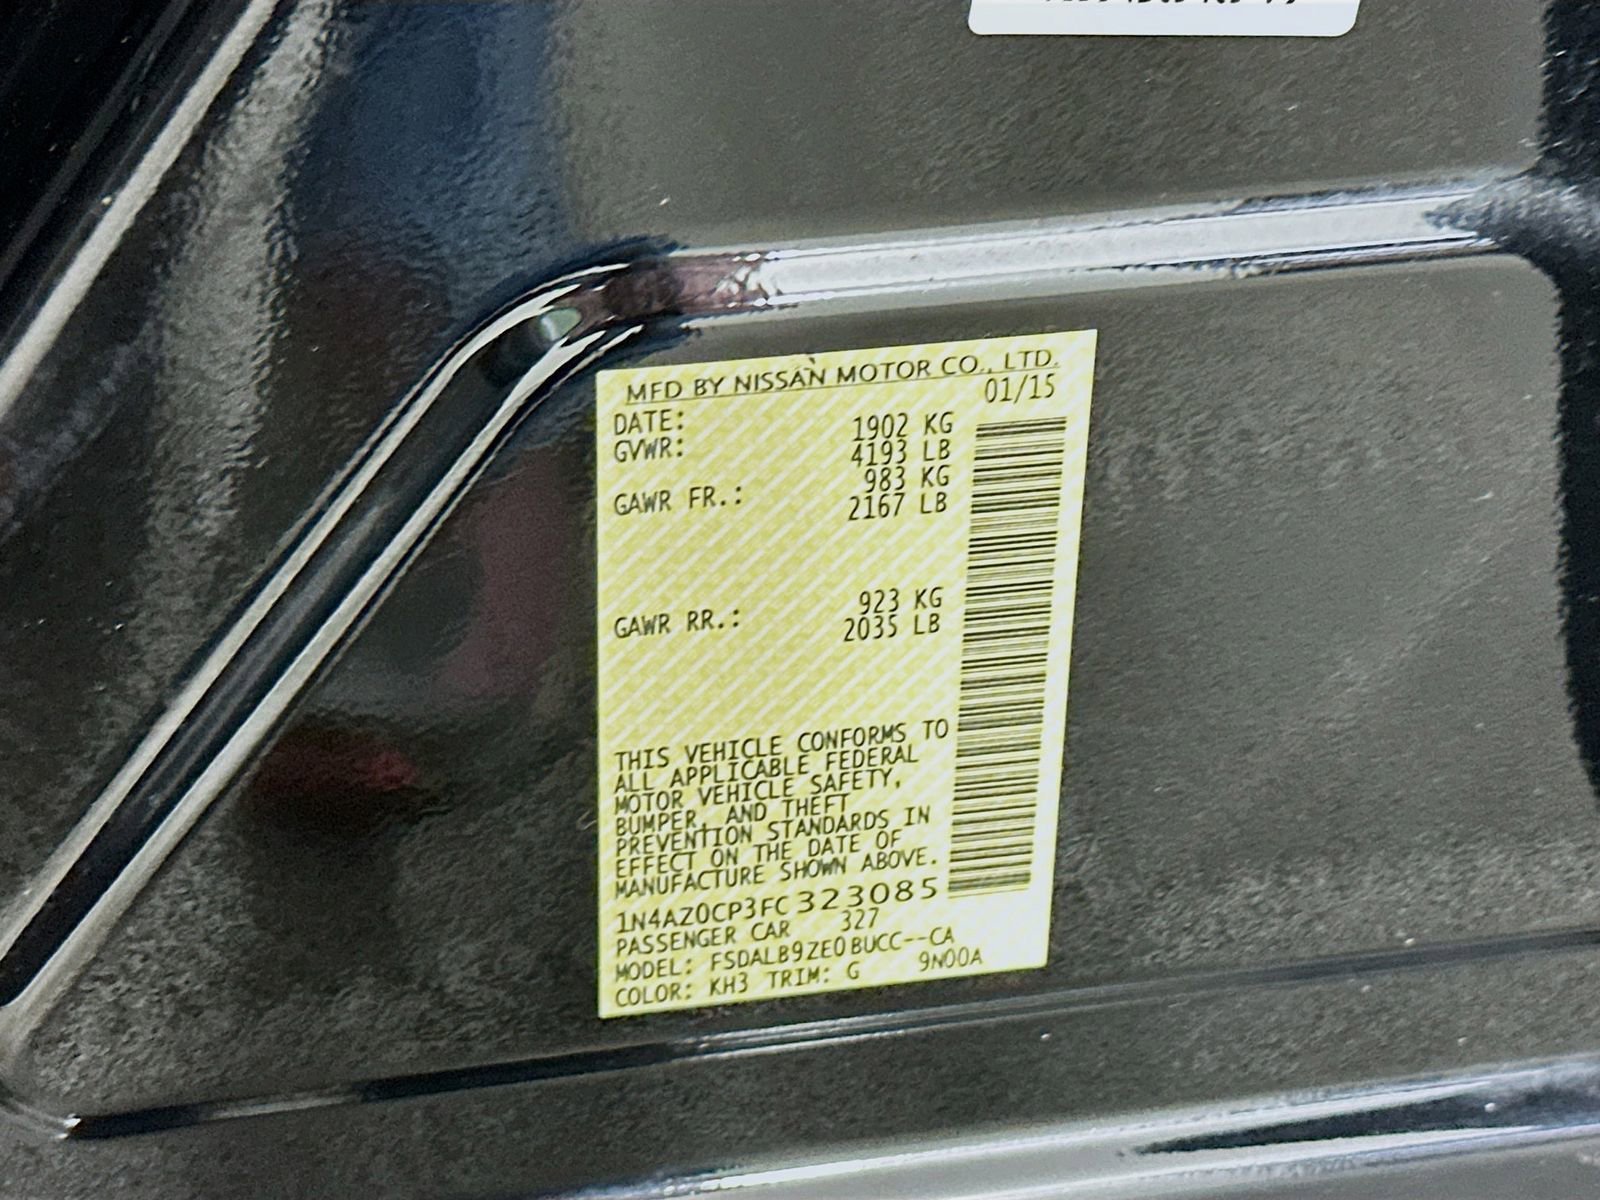 MFD BY NISSAN MOTOR CO., LTD.
DATE: 01/15
GVWR: 1902 KG
4193 LB
GAWR FR.: 983 KG
2167 LB
GAWR RR.: 923 KG
2035 LB
THIS VEHICLE CONFORMS TO
ALL APPLICABLE FEDERAL
MOTOR VEHICLE SAFETY,
BUMPER, AND THEFT
PREVENTION STANDARDS IN
EFFECT ON THE DATE OF
MANUFACTURE SHOWN ABOVE.
1N4AZ0CP3FC 323085
PASSENGER CAR 327
MODEL: FSDALB9ZE0BUCC--CA
COLOR: KH3 TRIM: G 9N00A